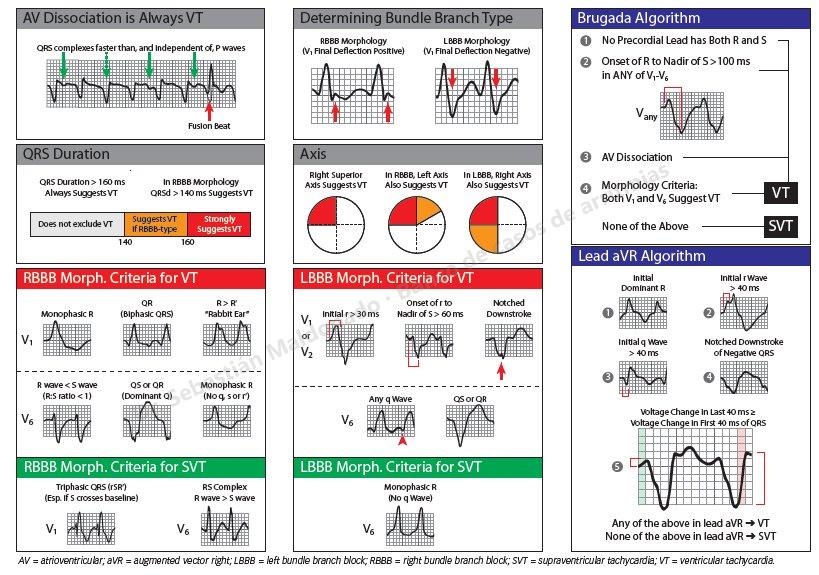 AV Dissociation is Always VT
QRS complexes faster than, and independent of, P waves
Fusion Beat
Determining Bundle Branch Type
RBBB Morphology
(V1 Final Deflection Positive)
LBBB Morphology
(V1 Final Deflection Negative)
QRS Duration
QRS Duration > 160 ms
Always Suggests VT
In RBBB Morphology
QRSd > 140 ms Suggests VT
Does not exclude VT
Suggests VT
if RBBB-type
Strongly
Suggests VT
140
160
Axis
Right Superior
Axis Suggests VT
In RBBB, Left Axis
Also Suggests VT
In LBBB, Right Axis
Also Suggests VT
RBBB Morph. Criteria for VT
Monophasic R
QR
(Biphasic QRS)
R > R'
"Rabbit Ear"
V1
R wave < S wave
(R:S ratio < 1)
QS or QR
(Dominant Q)
Monophasic R
(No q, s or r')
V6
LBBB Morph. Criteria for VT
V1
or
V2
Initial r > 30 ms
Onset of r to
Nadir of S > 60 ms
Notched
Downstroke
Any q Wave
QS or QR
V6
RBBB Morph. Criteria for SVT
Triphasic QRS (rSR')
(Esp. if S crosses baseline)
RS Complex
R wave > S wave
V1
V6
LBBB Morph. Criteria for SVT
Monophasic R
(No q Wave)
V6
Brugada Algorithm
1 No Precordial Lead has Both R and S
2 Onset of R to Nadir of S > 100 ms
in ANY of V1-V6
Vany
3 AV Dissociation
4 Morphology Criteria:
Both V1 and V6 Suggest VT
VT
None of the Above
SVT
Lead aVR Algorithm
Initial
Dominant R
1
Initial r Wave
> 40 ms
2
Initial q Wave
> 40 ms
3
Notched Downstroke
of Negative QRS
4
Voltage Change in Last 40 ms ≥
Voltage Change in First 40 ms of QRS
5
Any of the above in lead aVR ➔ VT
None of above in lead aVR ➔ SVT
AV = atrioventricular; aVR = augmented vector right; LBBB = left bundle branch block; RBBB = right bundle branch block; SVT = supraventricular tachycardia; VT = ventricular tachycardia.